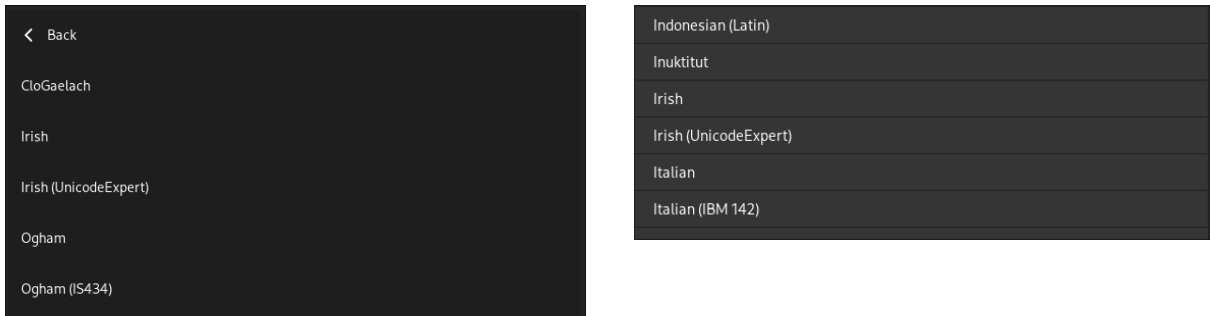 Back
CloGaelach
Irish
Irish (UnicodeExpert)
Ogham
Ogham (IS434)
Indonesian (Latin)
Inuktitut
Irish
Irish (UnicodeExpert)
Italian
Italian (IBM 142)